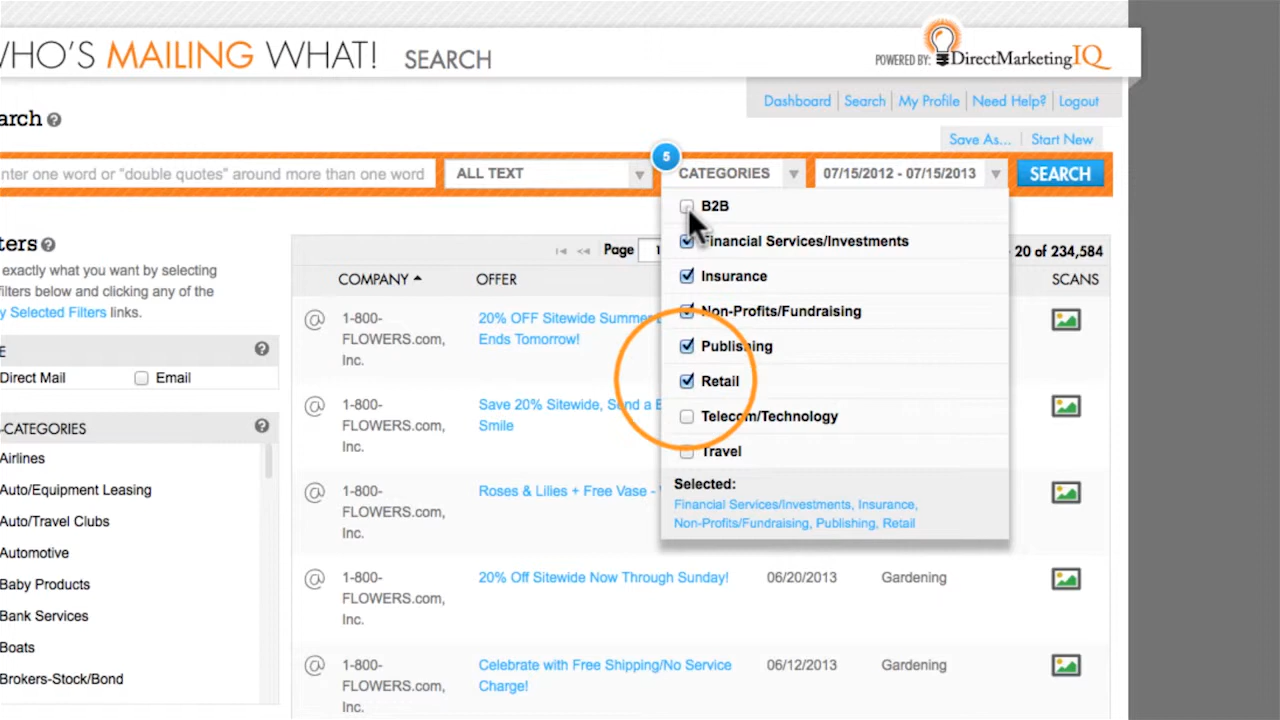 HO'S MAILING WHAT! SEARCH
POWERED BY: DirectMarketingIQ
Dashboard Search My Profile Need Help? Logout
arch ?
Save As... Start New
5
nter one word or “double quotes” around more than one word ALL TEXT CATEGORIES 07/15/2012 - 07/15/2013 SEARCH
B2B
Financial Services/Investments
Insurance
Non-Profits/Fundraising
Publishing
Retail
Telecom/Technology
Travel
Selected:
Financial Services/Investments, Insurance,
Non-Profits/Fundraising, Publishing, Retail
ters ?
exactly what you want by selecting
filters below and clicking any of the
y Selected Filters links.
E ?
Direct Mail Email
-CATEGORIES ?
Airlines
Auto/Equipment Leasing
Auto/Travel Clubs
Automotive
Baby Products
Bank Services
Boats
Brokers-Stock/Bond
Page 1 - 20 of 234,584
COMPANY OFFER SCANS
@ 1-800- 20% OFF Sitewide Summer
FLOWERS.com, Ends Tomorrow!
Inc.
@ 1-800- Save 20% Sitewide, Send a
FLOWERS.com, Smile
Inc.
@ 1-800- Roses & Lilies + Free Vase -
FLOWERS.com,
Inc.
@ 1-800- 20% Off Sitewide Now Through Sunday! 06/20/2013 Gardening
FLOWERS.com,
Inc.
@ 1-800- Celebrate with Free Shipping/No Service 06/12/2013 Gardening
FLOWERS.com, Charge!
Inc.